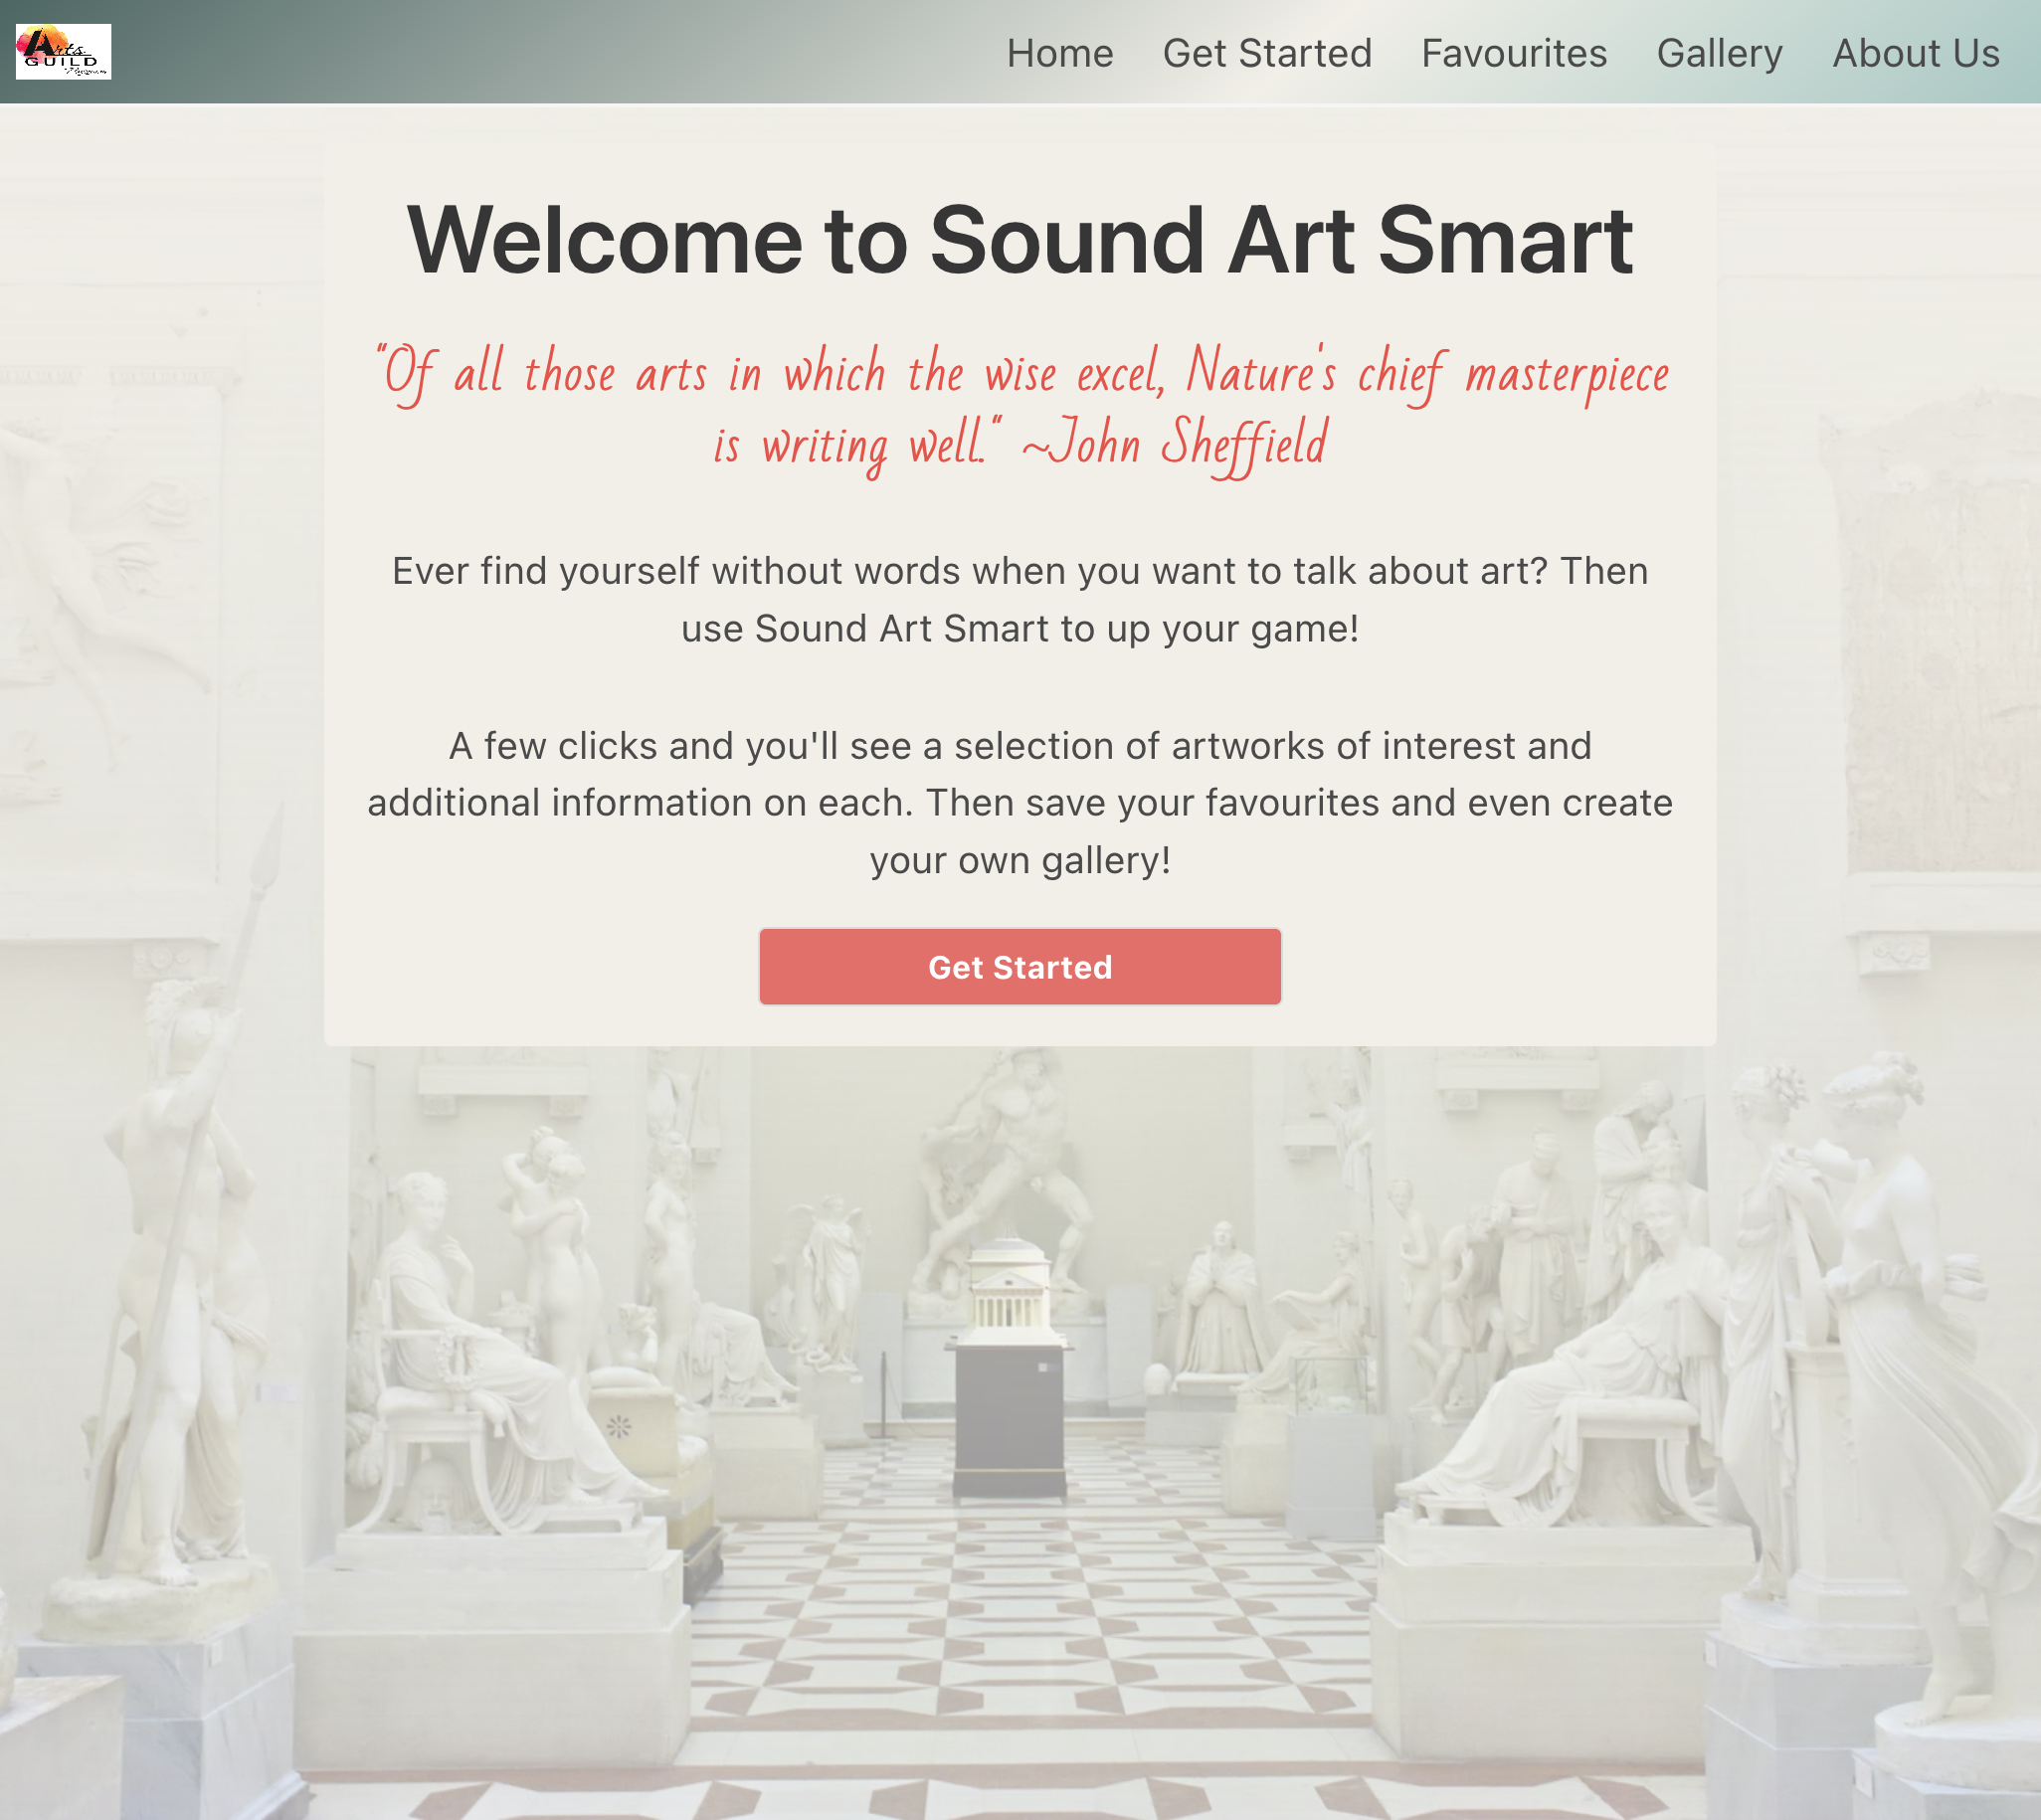 Arts
GUILD
Home Get Started Favourites Gallery About Us
Welcome to Sound Art Smart
"Of all those arts in which the wise excel, Nature's chief masterpiece
is writing well." ~John Sheffield
Ever find yourself without words when you want to talk about art? Then
use Sound Art Smart to up your game!
A few clicks and you'll see a selection of artworks of interest and
additional information on each. Then save your favourites and even create
your own gallery!
Get Started